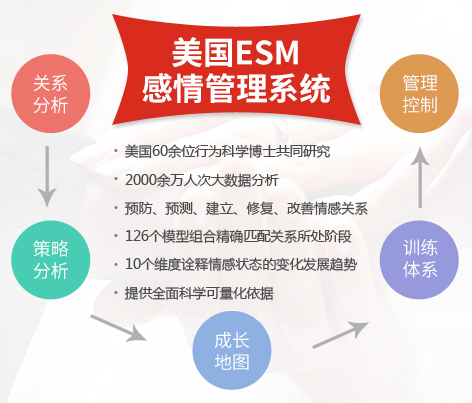 美国ESM
感情管理系统
关系
分析
管理
控制
· 美国60余位行为科学博士共同研究
· 2000余万人次大数据分析
· 预防、预测、建立、修复、改善情感关系
· 126个模型组合精确匹配关系所处阶段
· 10个维度诠释情感状态的变化发展趋势
· 提供全面科学可量化依据
策略
分析
训练
体系
成长
地图